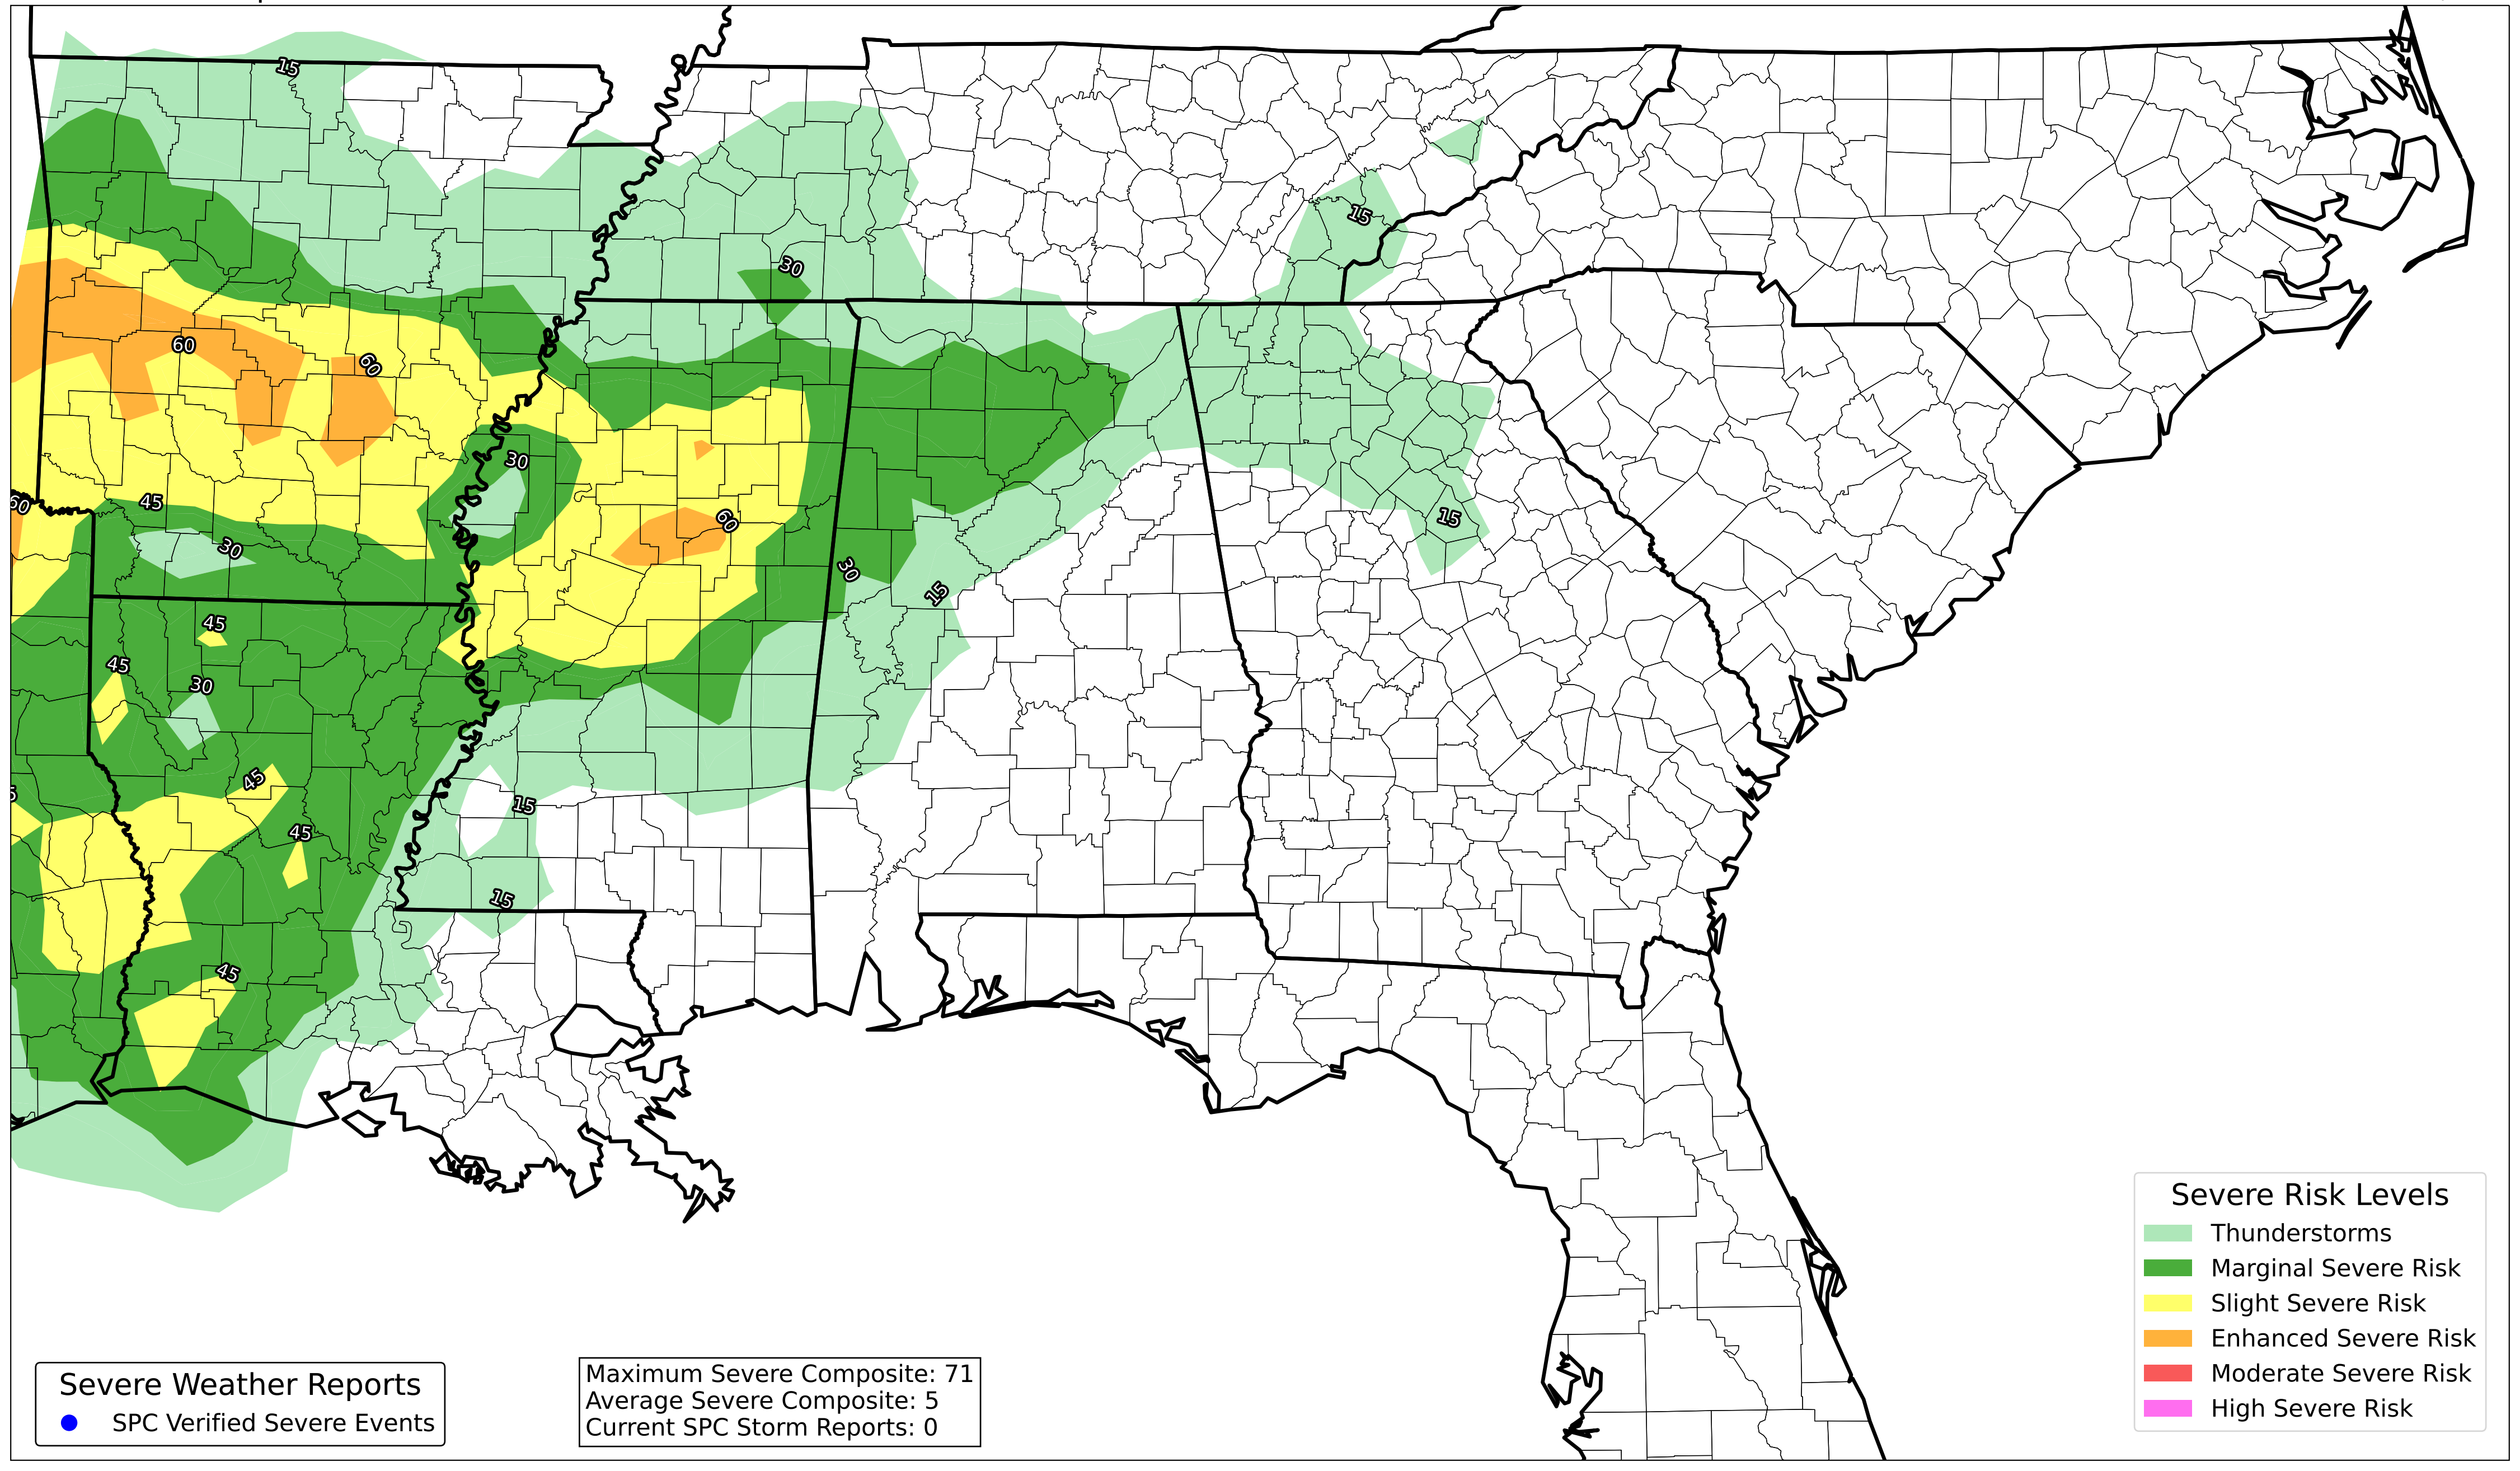 15
15
30
60
60
30
45
60
60
15
30
30
45
15
45
30
45
5
15
45
15
45
Severe Risk Levels
Thunderstorms
Marginal Severe Risk
Slight Severe Risk
Enhanced Severe Risk
Moderate Severe Risk
High Severe Risk
Severe Weather Reports
SPC Verified Severe Events
Maximum Severe Composite: 71
Average Severe Composite: 5
Current SPC Storm Reports: 0